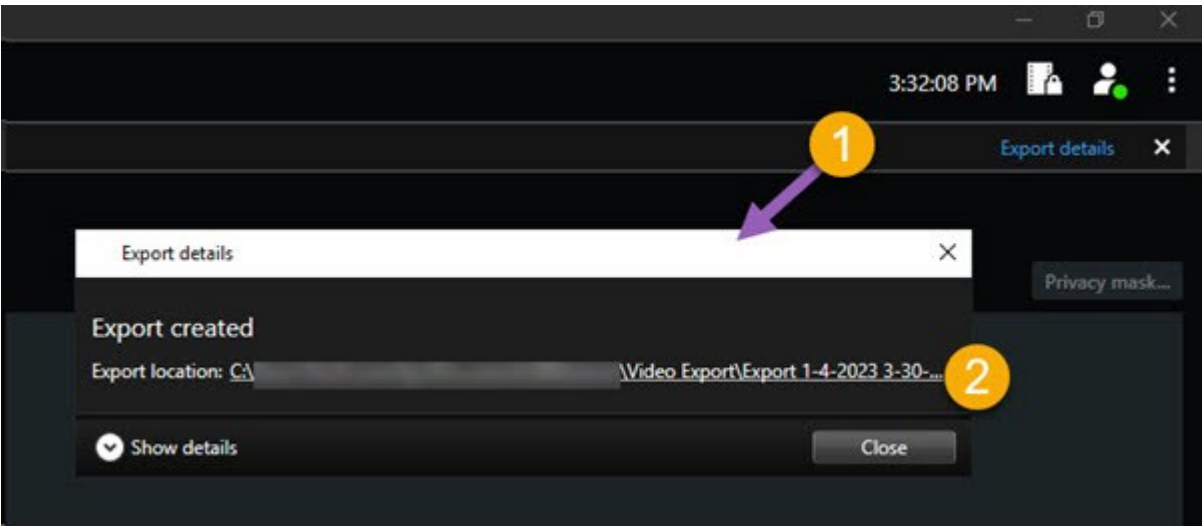 3:32:08 PM
1
Export details
Export details
Privacy mask...
Export created
Export location: C:\ \Video Export\Export 1-4-2023 3-30-...
2
Show details
Close